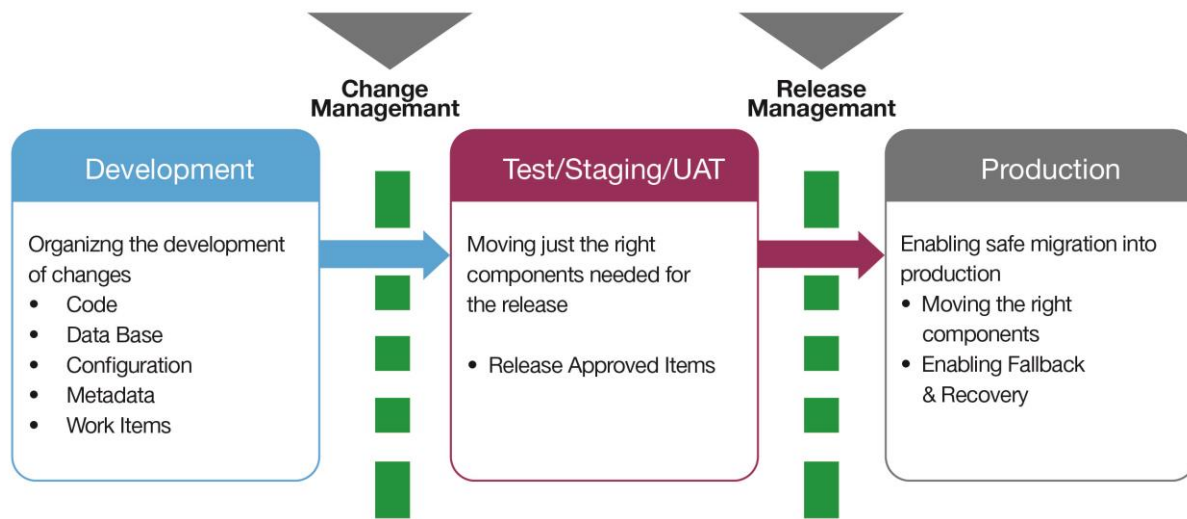 Change
Managemant
Release
Management
Development
Organizng the development
of changes
• Code
• Data Base
• Configuration
• Metadata
• Work Items
Test/Staging/UAT
Moving just the right
components needed for
the release
• Release Approved Items
Production
Enabling safe migration into
production
• Moving the right
components
• Enabling Fallback
& Recovery